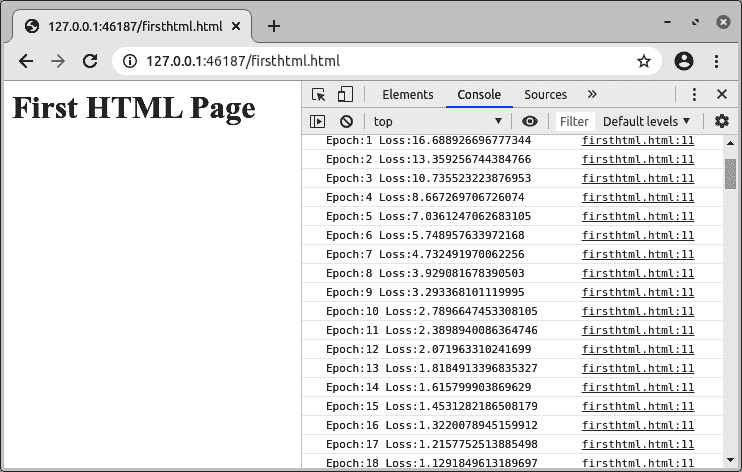 127.0.0.1:46187/firsthtml.html
127.0.0.1:46187/firsthtml.html
First HTML Page
Elements Console Sources
top Filter Default levels
Epoch:1 Loss:16.688926696777344 firsthtml.html:11
Epoch:2 Loss:13.359256744384766 firsthtml.html:11
Epoch:3 Loss:10.735523223876953 firsthtml.html:11
Epoch:4 Loss:8.667269706726074 firsthtml.html:11
Epoch:5 Loss:7.0361247062683105 firsthtml.html:11
Epoch:6 Loss:5.748957633972168 firsthtml.html:11
Epoch:7 Loss:4.732491970062256 firsthtml.html:11
Epoch:8 Loss:3.929081678390503 firsthtml.html:11
Epoch:9 Loss:3.293368101119995 firsthtml.html:11
Epoch:10 Loss:2.7896647453308105 firsthtml.html:11
Epoch:11 Loss:2.3898940086364746 firsthtml.html:11
Epoch:12 Loss:2.071963310241699 firsthtml.html:11
Epoch:13 Loss:1.8184913396835327 firsthtml.html:11
Epoch:14 Loss:1.615799903869629 firsthtml.html:11
Epoch:15 Loss:1.4531282186508179 firsthtml.html:11
Epoch:16 Loss:1.3220078945159912 firsthtml.html:11
Epoch:17 Loss:1.2157752513885498 firsthtml.html:11
Epoch:18 Loss:1.1291849613189697 firsthtml.html:11